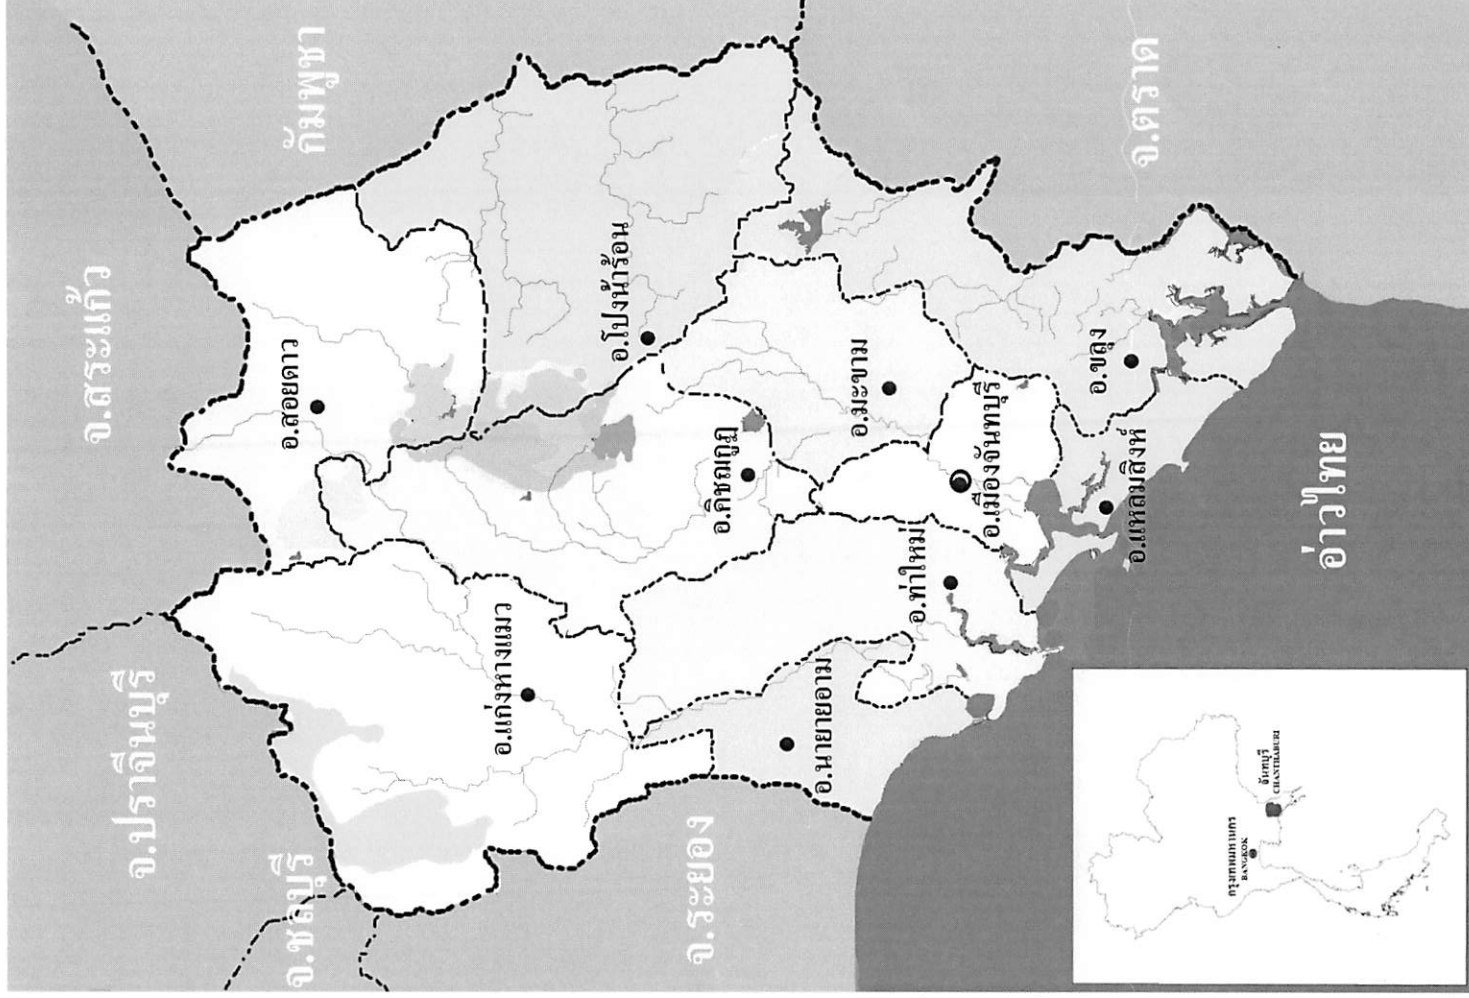 จ.สระแก้ว
กัมพูชา
จ.ปราจีนบุรี
จ.ชลบุรี
จ.ระยอง
จ.ตราด
อ่าวไทย
อ.สอยดาว
อ.โป่งน้ำร้อน
อ.แก่งหางแมว
อ.คิชฌกูฏ
อ.มะขาม
อ.นายายอาม
อ.ท่าใหม่
อ.เมืองจันทบุรี
อ.ขลุง
อ.แหลมสิงห์
กรุงเทพมหานคร
BANGKOK
จันทบุรี
CHANTHABURI